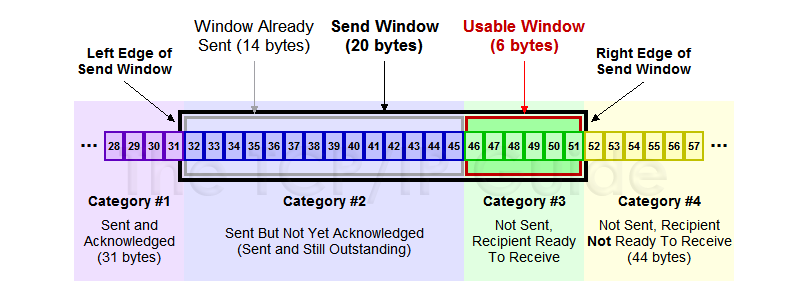 Window Already
Sent (14 bytes)
Send Window
(20 bytes)
Usable Window
(6 bytes)
Left Edge of
Send Window
Right Edge of
Send Window
... 28 29 30 31 32 33 34 35 36 37 38 39 40 41 42 43 44 45 46 47 48 49 50 51 52 53 54 55 56 57 ...
The TCP/IP Guide
Category #1
Sent and
Acknowledged
(31 bytes)
Category #2
Sent But Not Yet Acknowledged
(Sent and Still Outstanding)
Category #3
Not Sent,
Recipient Ready
To Receive
Category #4
Not Sent, Recipient
Not Ready To Receive
(44 bytes)